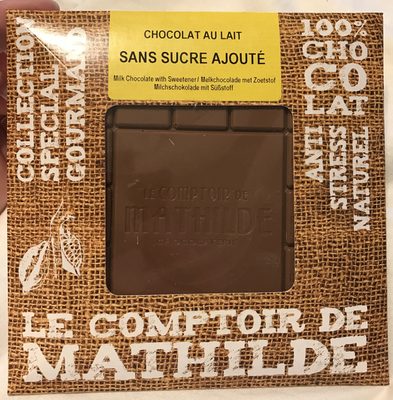 CHOCOLAT AU LAIT
SANS SUCRE AJOUTÉ
Milk Chocolate with Sweetener / Melkchocolade met Zoetstof
Milchschokolade mit Süßstoff
COLLECTION
SPECIAL
GOURMAND
100%
CHO
CO
LAT
ANTI
STRESS
NATUREL
LE COMPTOIR DE
MATHILDE
LE COMPTOIR DE
MATHILDE